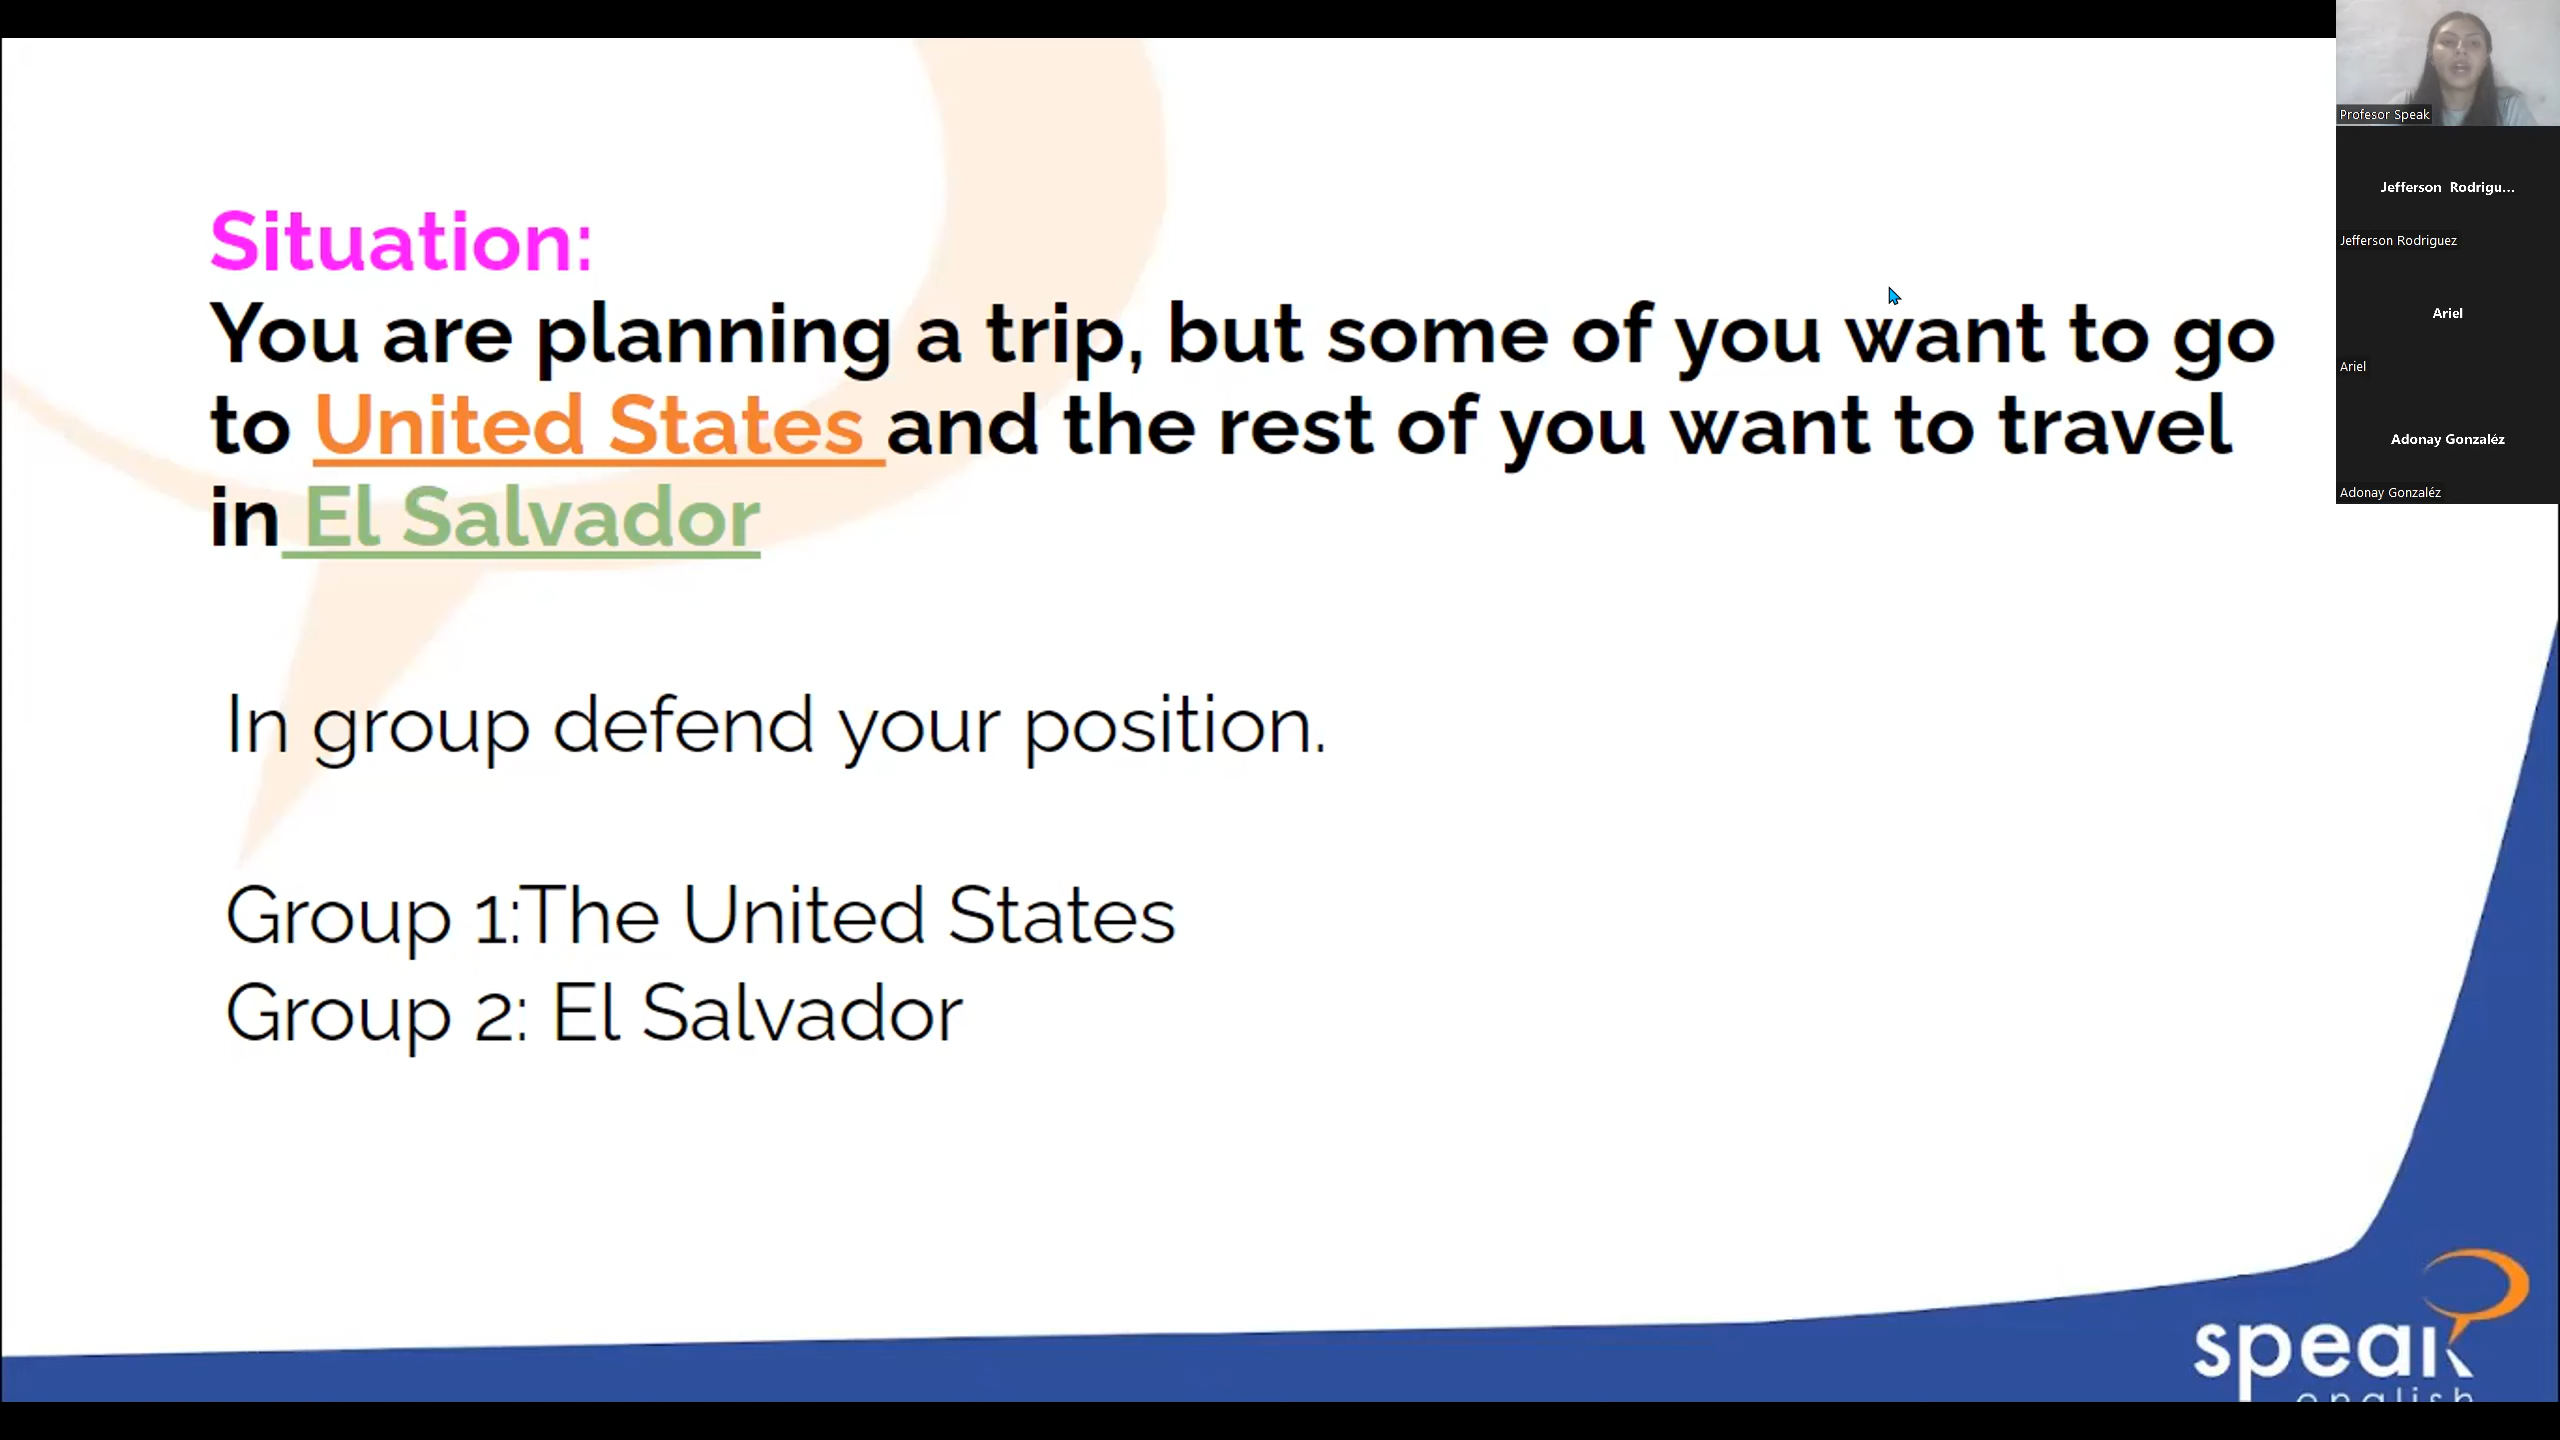 Situation:
You are planning a trip, but some of you want to go
to United States and the rest of you want to travel
in El Salvador
In group defend your position.
Group 1:The United States
Group 2: El Salvador
Profesor Speak
Jefferson Rodrigu...
Jefferson Rodriguez
Ariel
Ariel
Adonay Gonzaléz
Adonay Gonzaléz
speak
english